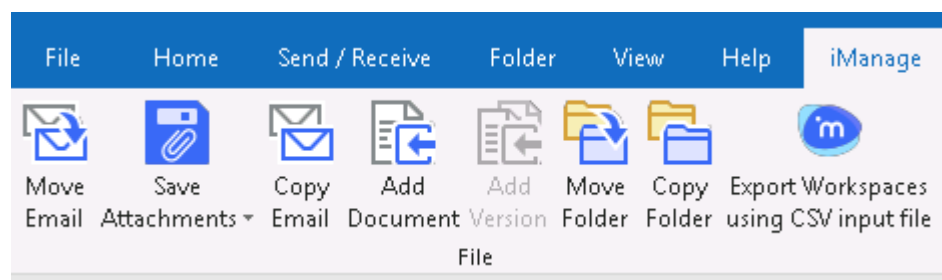 File Home Send / Receive Folder View Help iManage
m
Move Save Copy Add Add Move Copy Export Workspaces
Email Attachments Email Document Version Folder Folder using CSV input file
File